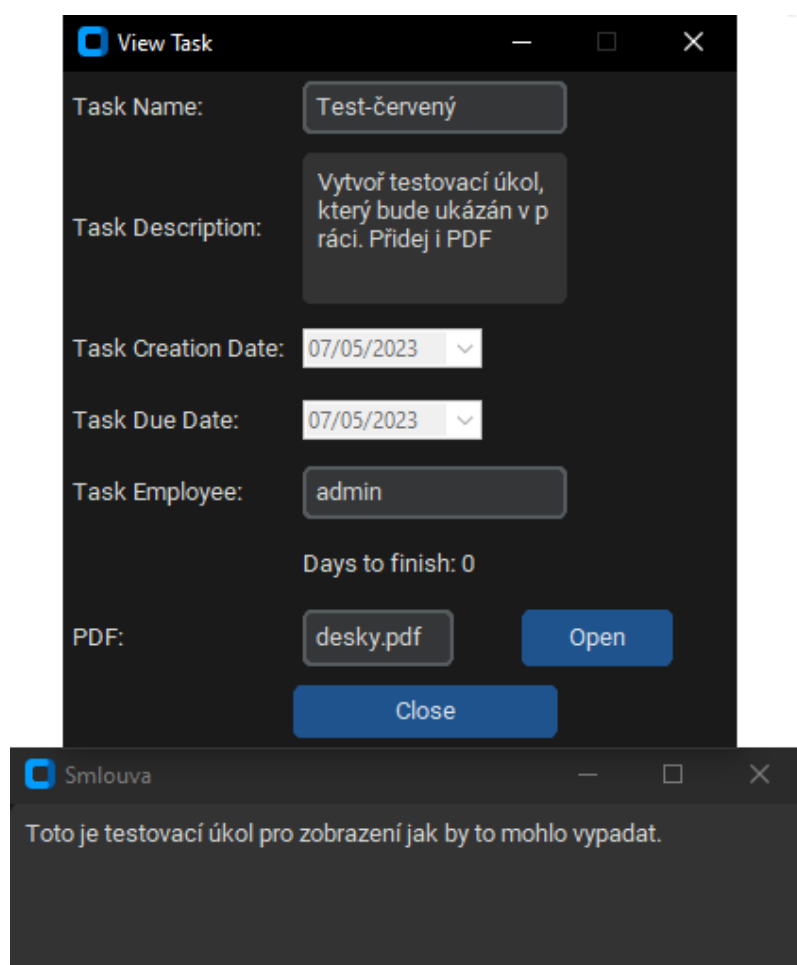 View Task
Task Name: Test-červený
Task Description:
Vytvoř testovací úkol,
který bude ukázán v p
ráci. Přidej i PDF
Task Creation Date: 07/05/2023
Task Due Date: 07/05/2023
Task Employee: admin
Days to finish: 0
PDF: desky.pdf Open
Close
Smlouva
Toto je testovací úkol pro zobrazení jak by to mohlo vypadat.